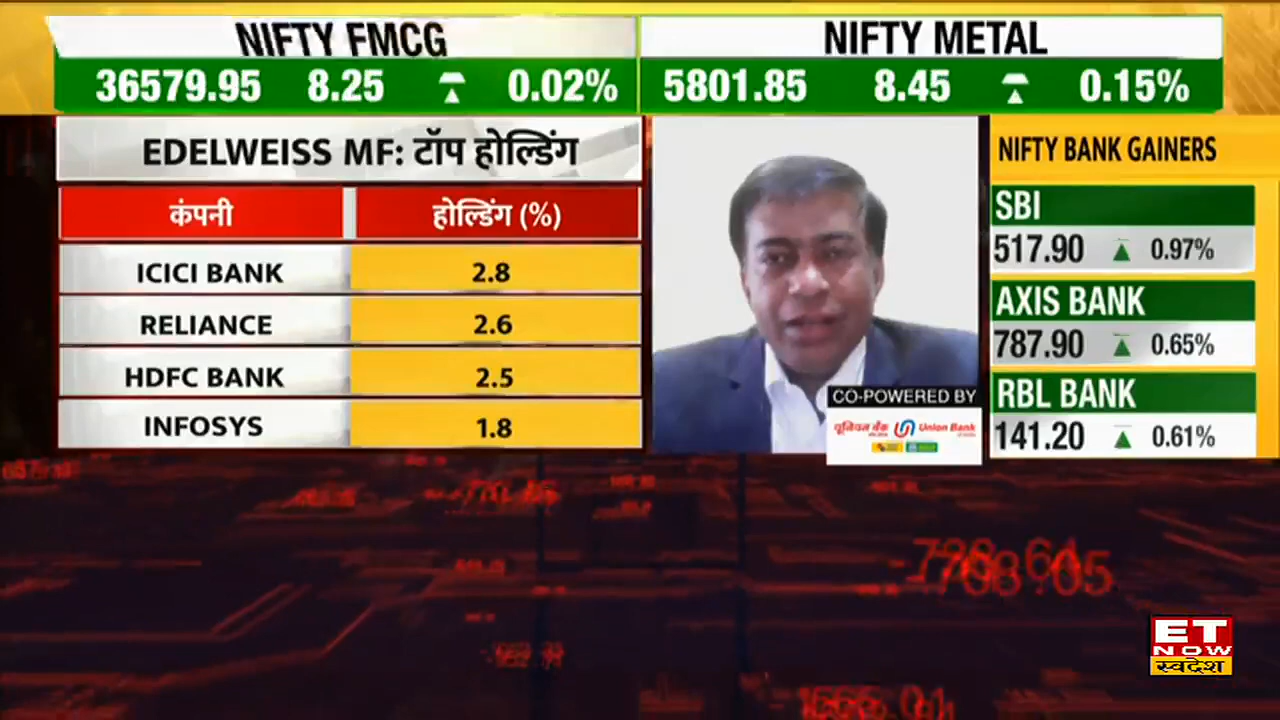 NIFTY FMCG
36579.95 8.25 0.02%
NIFTY METAL
5801.85 8.45 0.15%
EDELWEISS MF: टॉप होल्डिंग
कंपनी होल्डिंग (%)
ICICI BANK 2.8
RELIANCE 2.6
HDFC BANK 2.5
INFOSYS 1.8
CO-POWERED BY
यूनियन बैंक Union Bank
NIFTY BANK GAINERS
SBI
517.90 0.97%
AXIS BANK
787.90 0.65%
RBL BANK
141.20 0.61%
ET
NOW
स्वदेश